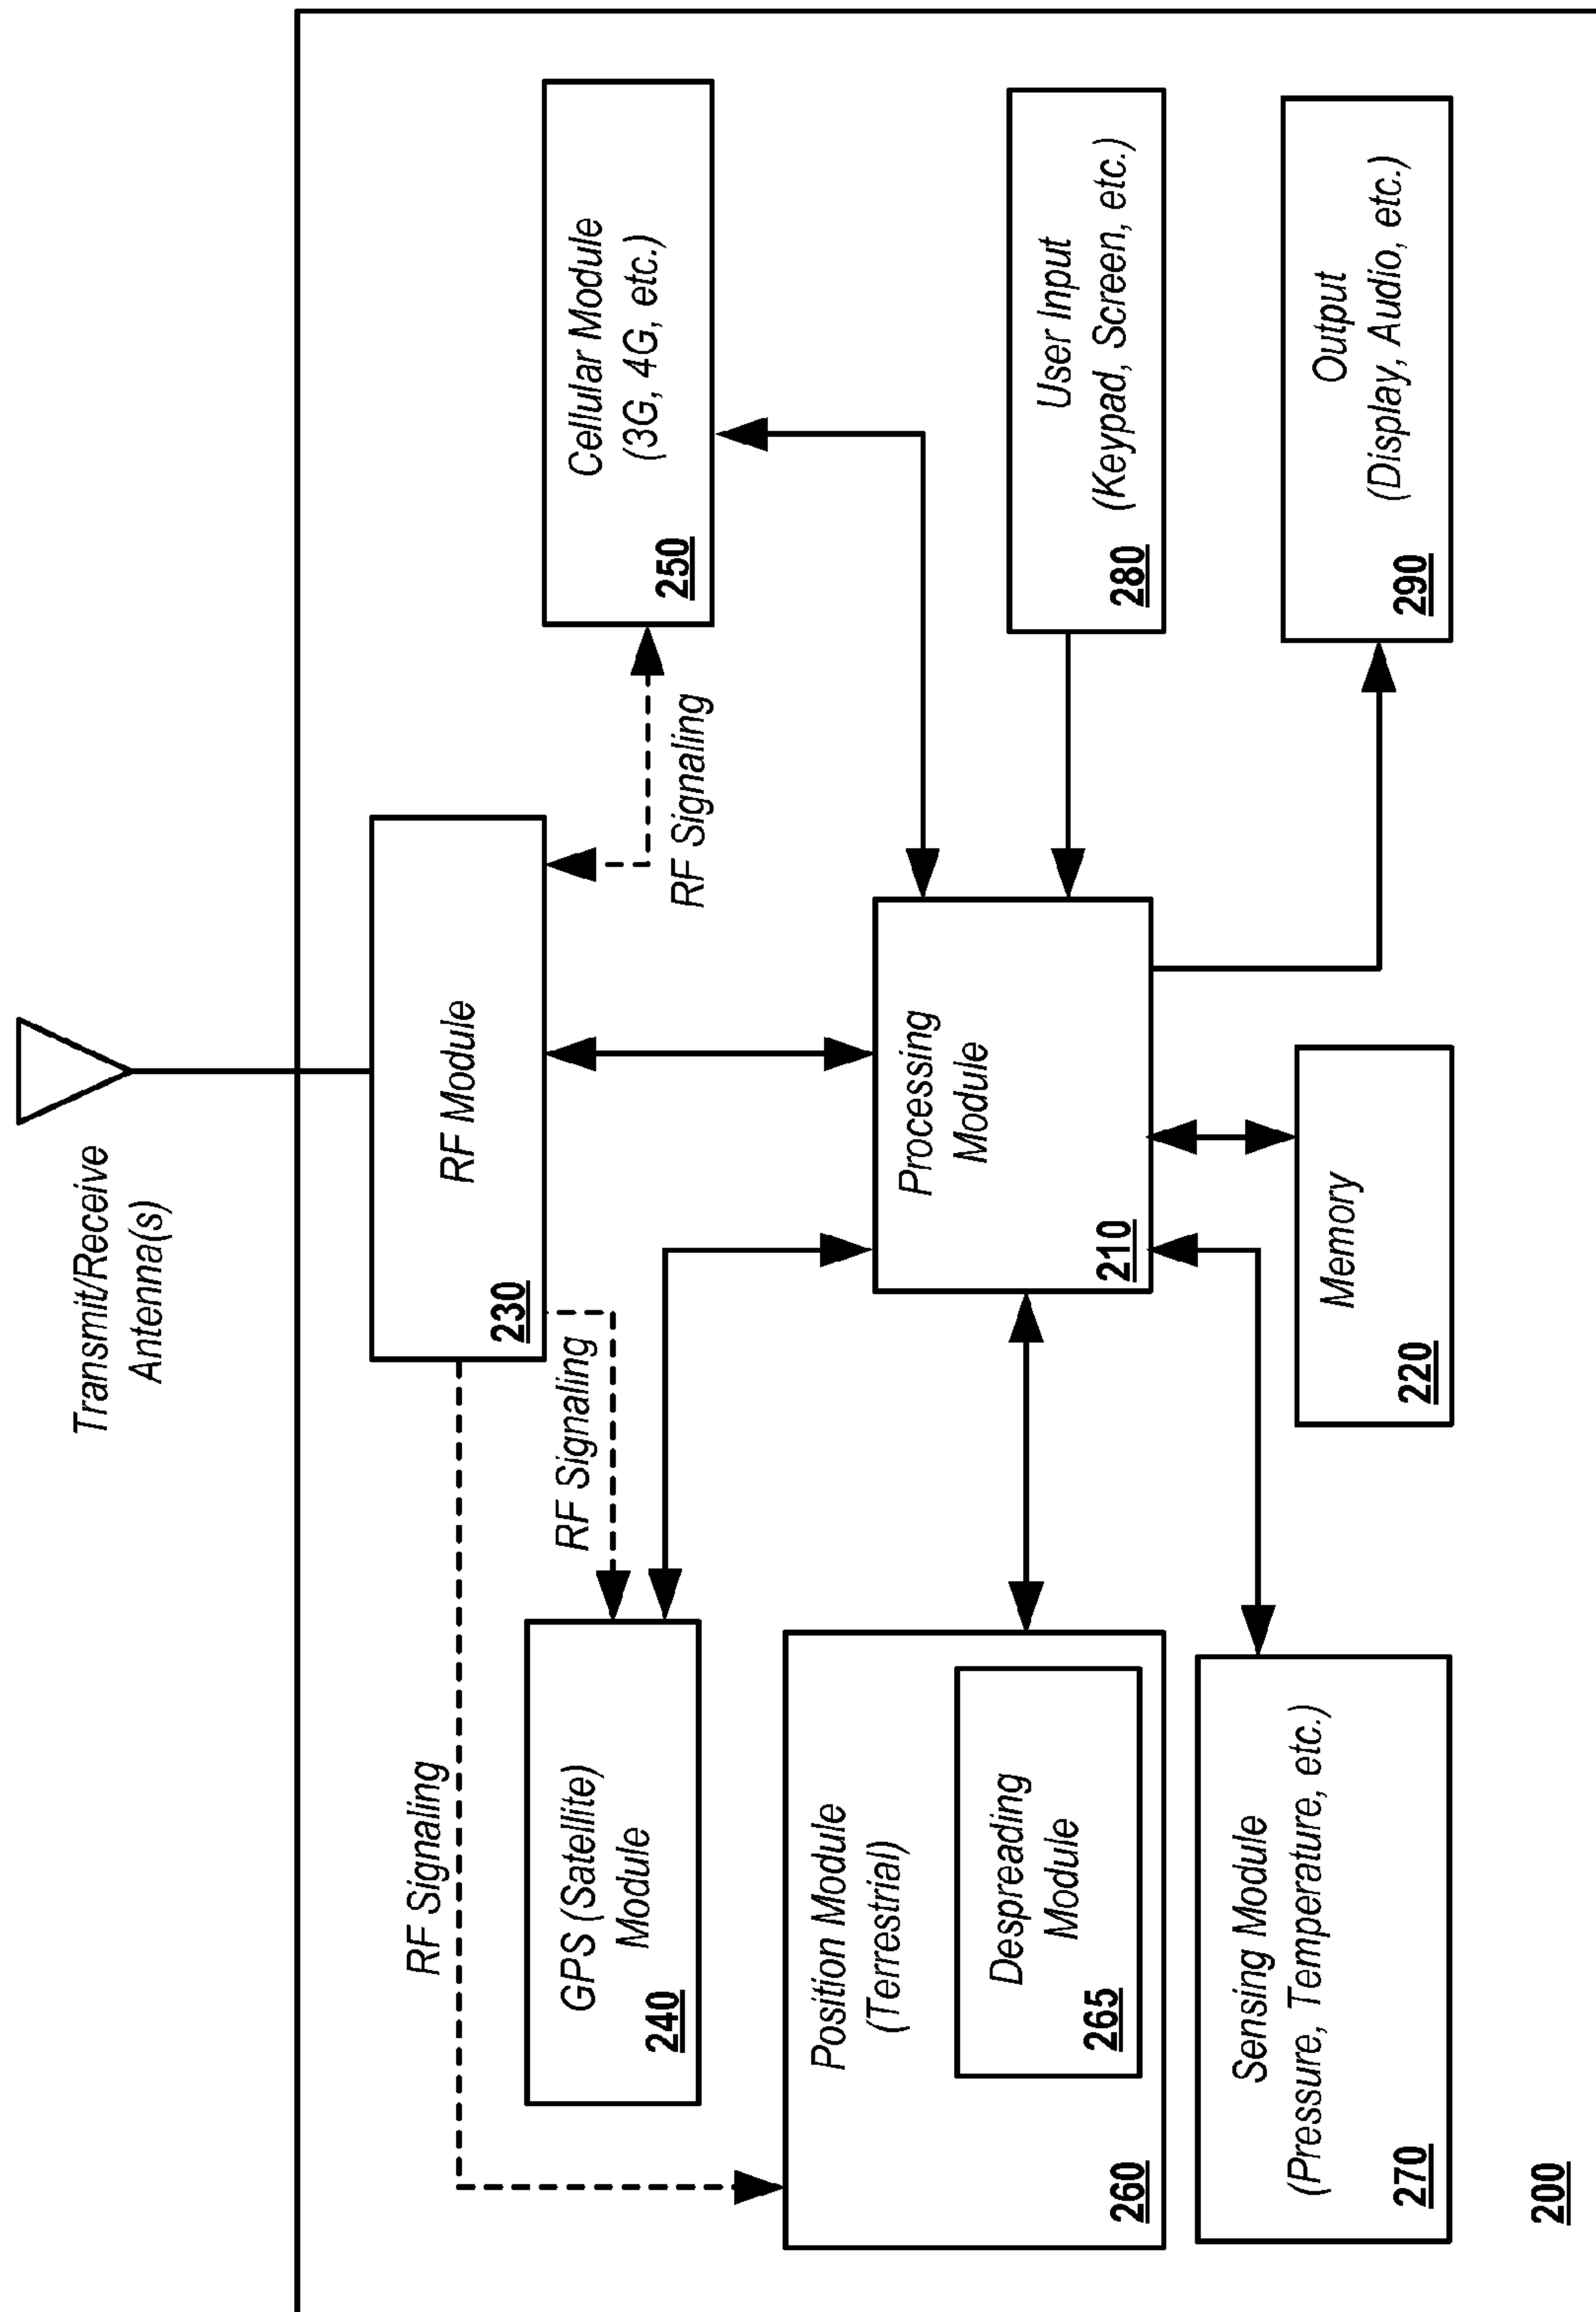 Transmit/Receive
Antenna(s)
RF Module
230
RF Signaling
RF Signaling
RF Signaling
GPS (Satellite)
Module
240
Cellular Module
(3G, 4G, etc.)
250
Position Module
(Terrestrial)
260
Despreading
Module
265
Processing
Module
210
User Input
(Keypad, Screen, etc.)
280
Sensing Module
(Pressure, Temperature, etc.)
270
Memory
220
Output
(Display, Audio, etc.)
290
200